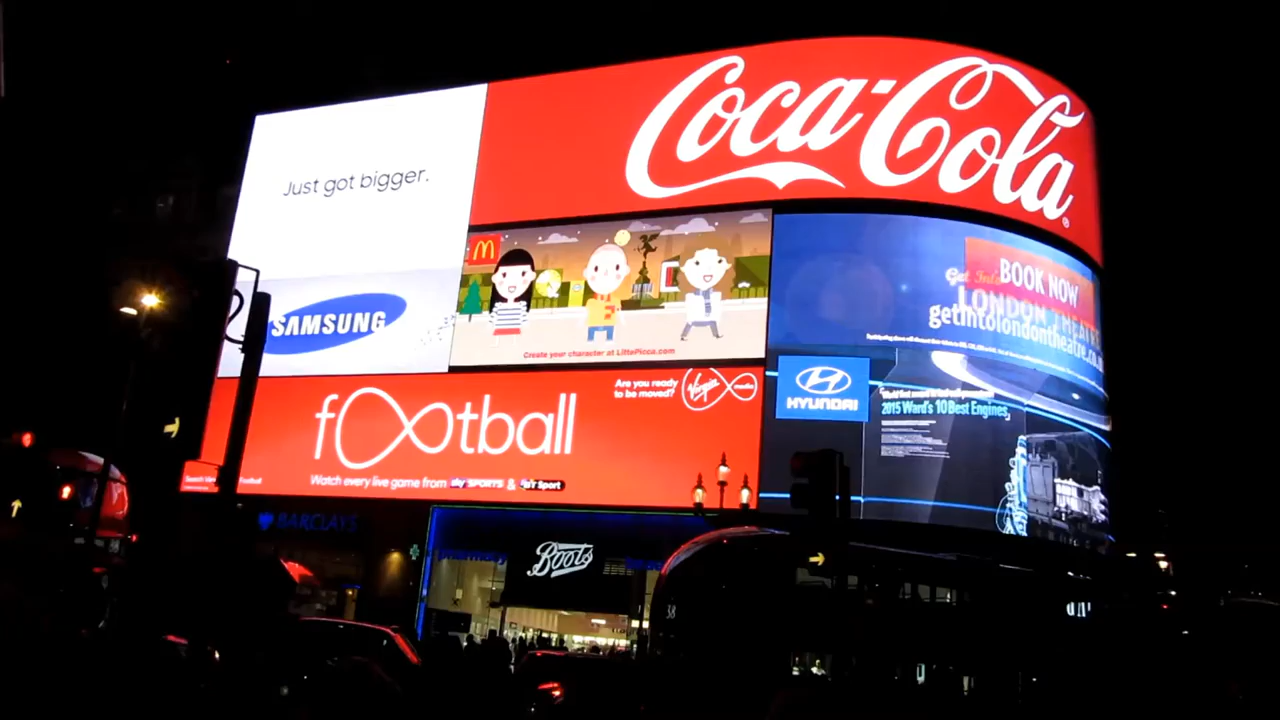 Coca-Cola
Just got bigger.
SAMSUNG
Create your character at LittlePicca.com
BOOK NOW
LONDON THEATRE
getintolondontheatre.co.uk
HYUNDAI
2015 Ward's 10 Best Engines
Are you ready
to be moved?
Virgin media
football
Watch every live game from sky SPORTS & BT Sport
BARCLAYS
Boots
pharmacy
38